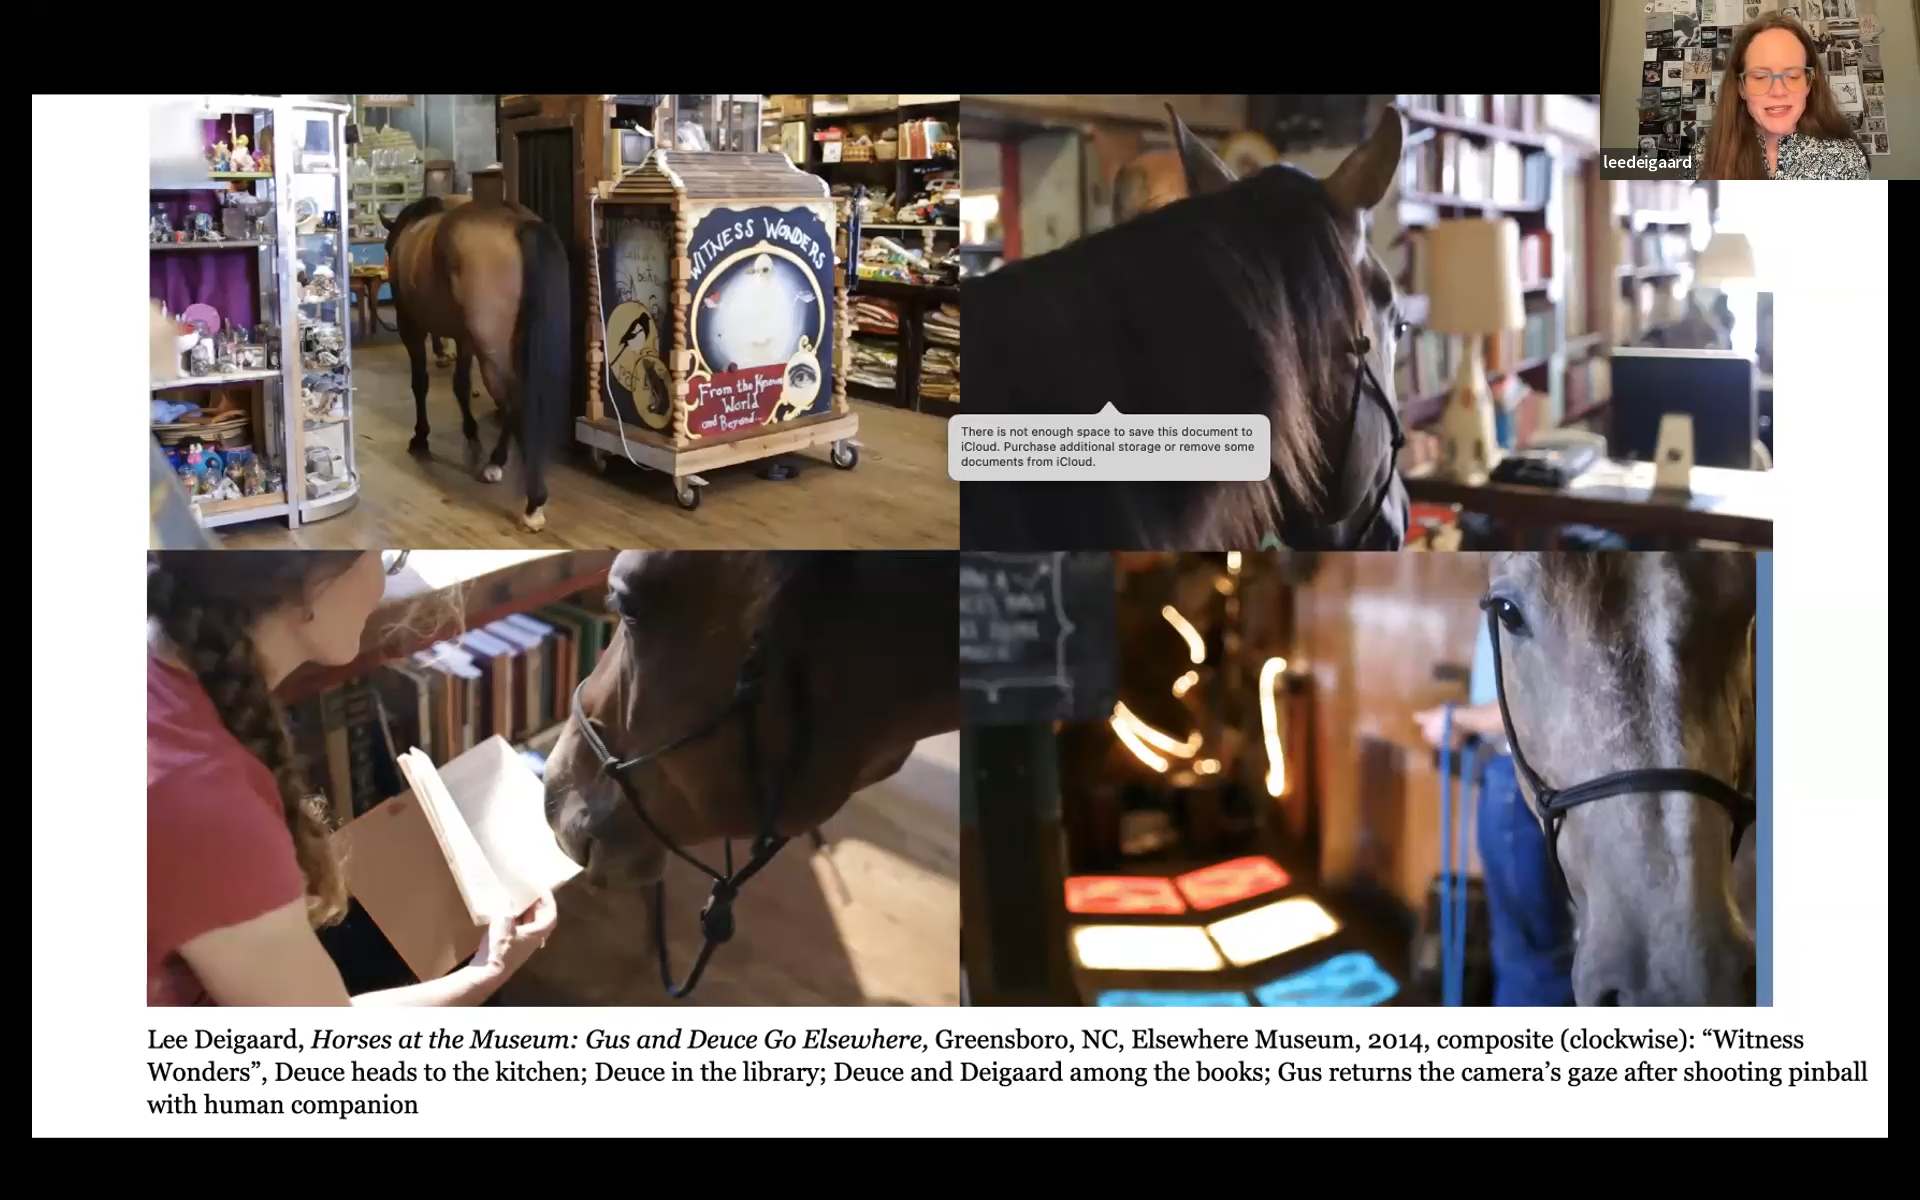 leedeigaard
WITNESS WONDERS
From the Known
World
and Beyond...
There is not enough space to save this document to
iCloud. Purchase additional storage or remove some
documents from iCloud.
Lee Deigaard, Horses at the Museum: Gus and Deuce Go Elsewhere, Greensboro, NC, Elsewhere Museum, 2014, composite (clockwise): “Witness
Wonders”, Deuce heads to the kitchen; Deuce in the library; Deuce and Deigaard among the books; Gus returns the camera’s gaze after shooting pinball
with human companion